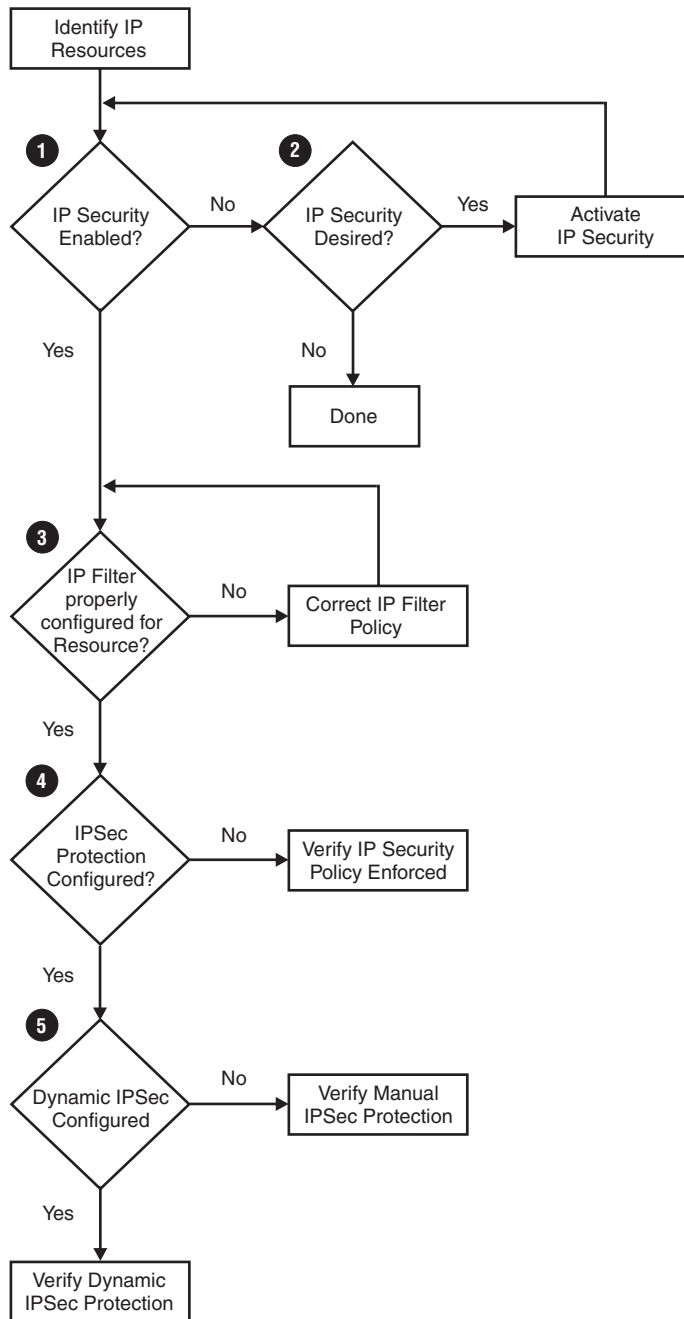 Identify IP
Resources
1
IP Security
Enabled?
No
2
IP Security
Desired?
Yes
Activate
IP Security
Yes
No
Done
3
IP Filter
properly
configured for
Resource?
No
Correct IP Filter
Policy
Yes
4
IPSec
Protection
Configured?
No
Verify IP Security
Policy Enforced
Yes
5
Dynamic IPSec
Configured
No
Verify Manual
IPSec Protection
Yes
Verify Dynamic
IPSec Protection